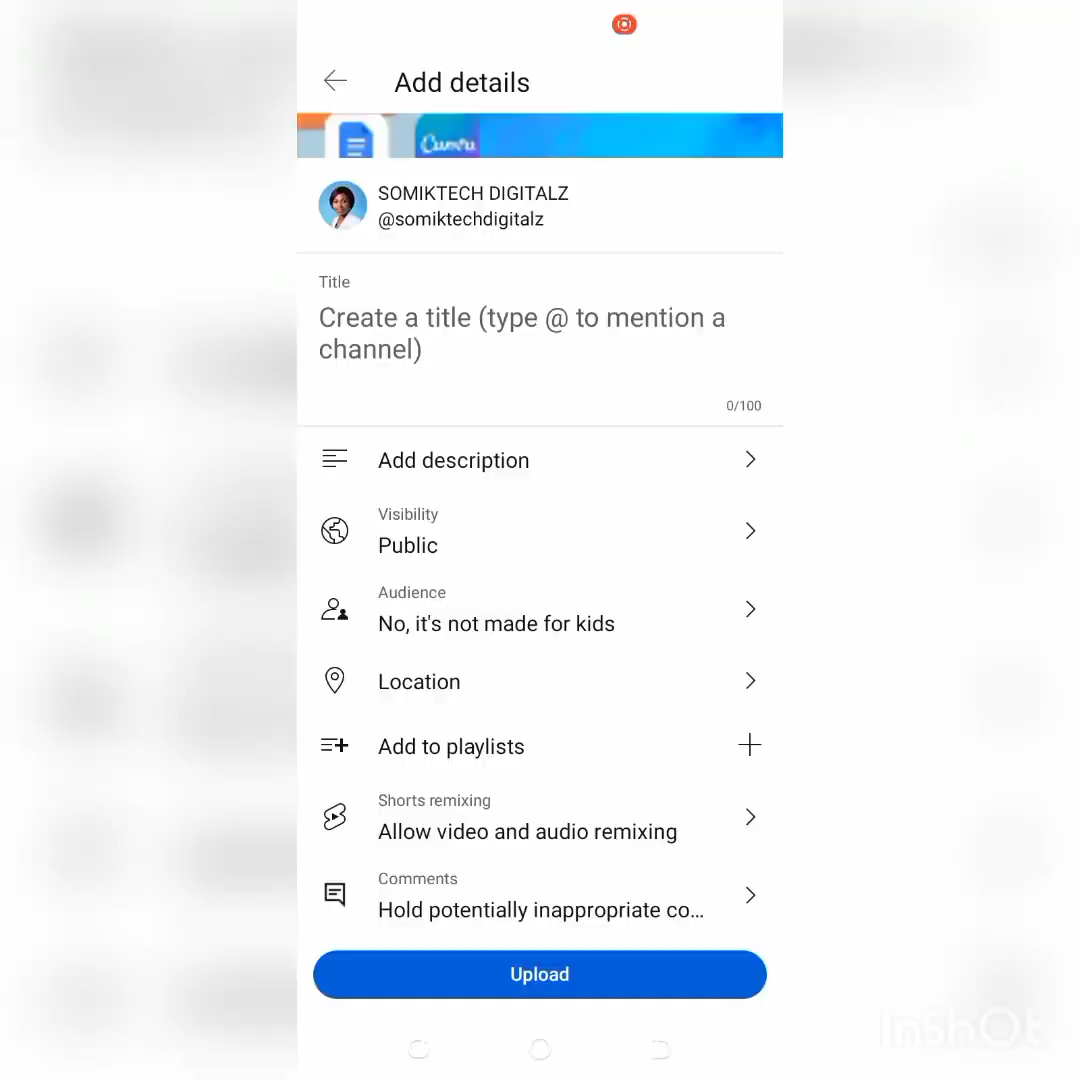 Add details
Canva
SOMIKTECH DIGITALZ
@somiktechdigitalz
Title
Create a title (type @ to mention a
channel)
0/100
Add description
Visibility
Public
Audience
No, it's not made for kids
Location
Add to playlists
Shorts remixing
Allow video and audio remixing
Comments
Hold potentially inappropriate co...
Upload
InShOt